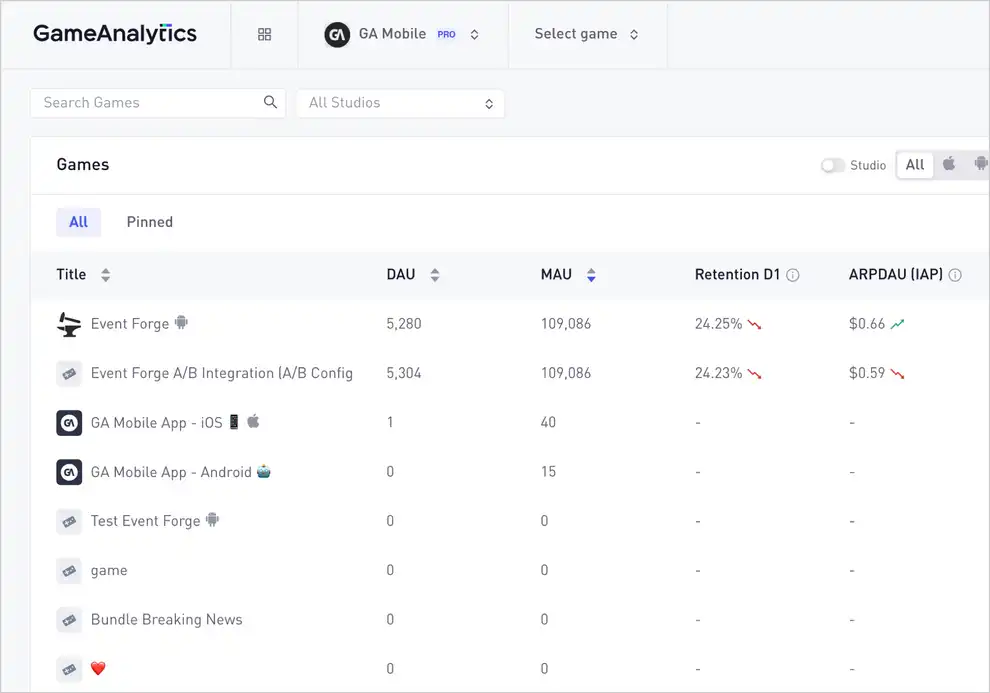 GameAnalytics GA GA Mobile PRO Select game
Search Games All Studios
Games Studio All
All Pinned
Title DAU MAU Retention D1 ARPDAU (IAP)
Event Forge 5,280 109,086 24.25% $0.66
Event Forge A/B Integration (A/B Config 5,304 109,086 24.23% $0.59
GA GA Mobile App - iOS 1 40 - -
GA GA Mobile App - Android 0 15 - -
Test Event Forge 0 0 - -
game 0 0 - -
Bundle Breaking News 0 0 - -
❤️ 0 0 - -